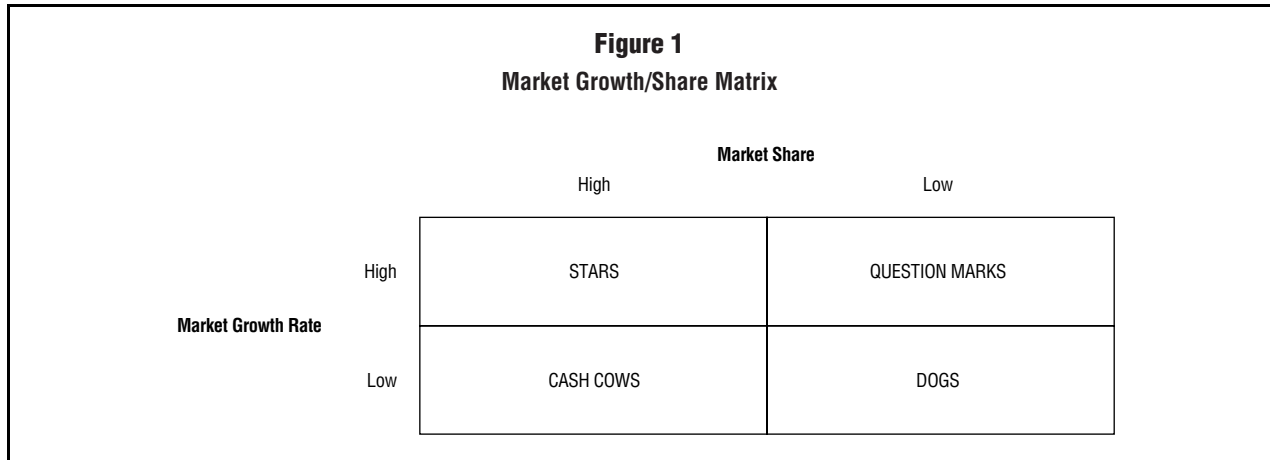 Figure 1
Market Growth/Share Matrix
Market Share
High Low
High STARS QUESTION MARKS
Market Growth Rate
Low CASH COWS DOGS